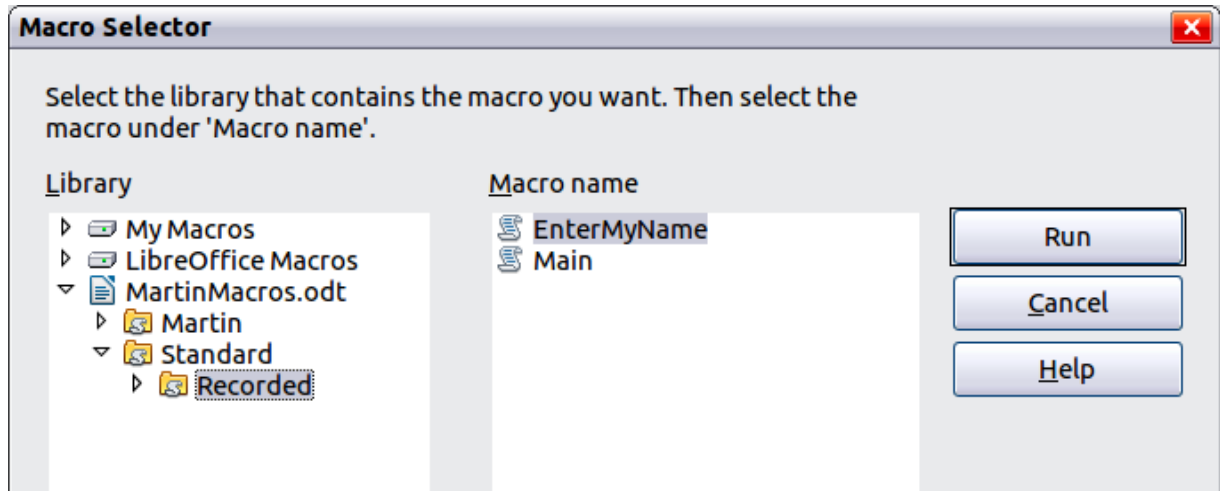 Macro Selector
Select the library that contains the macro you want. Then select the
macro under 'Macro name'.
Library
My Macros
LibreOffice Macros
MartinMacros.odt
Martin
Standard
Recorded
Macro name
EnterMyName
Main
Run
Cancel
Help